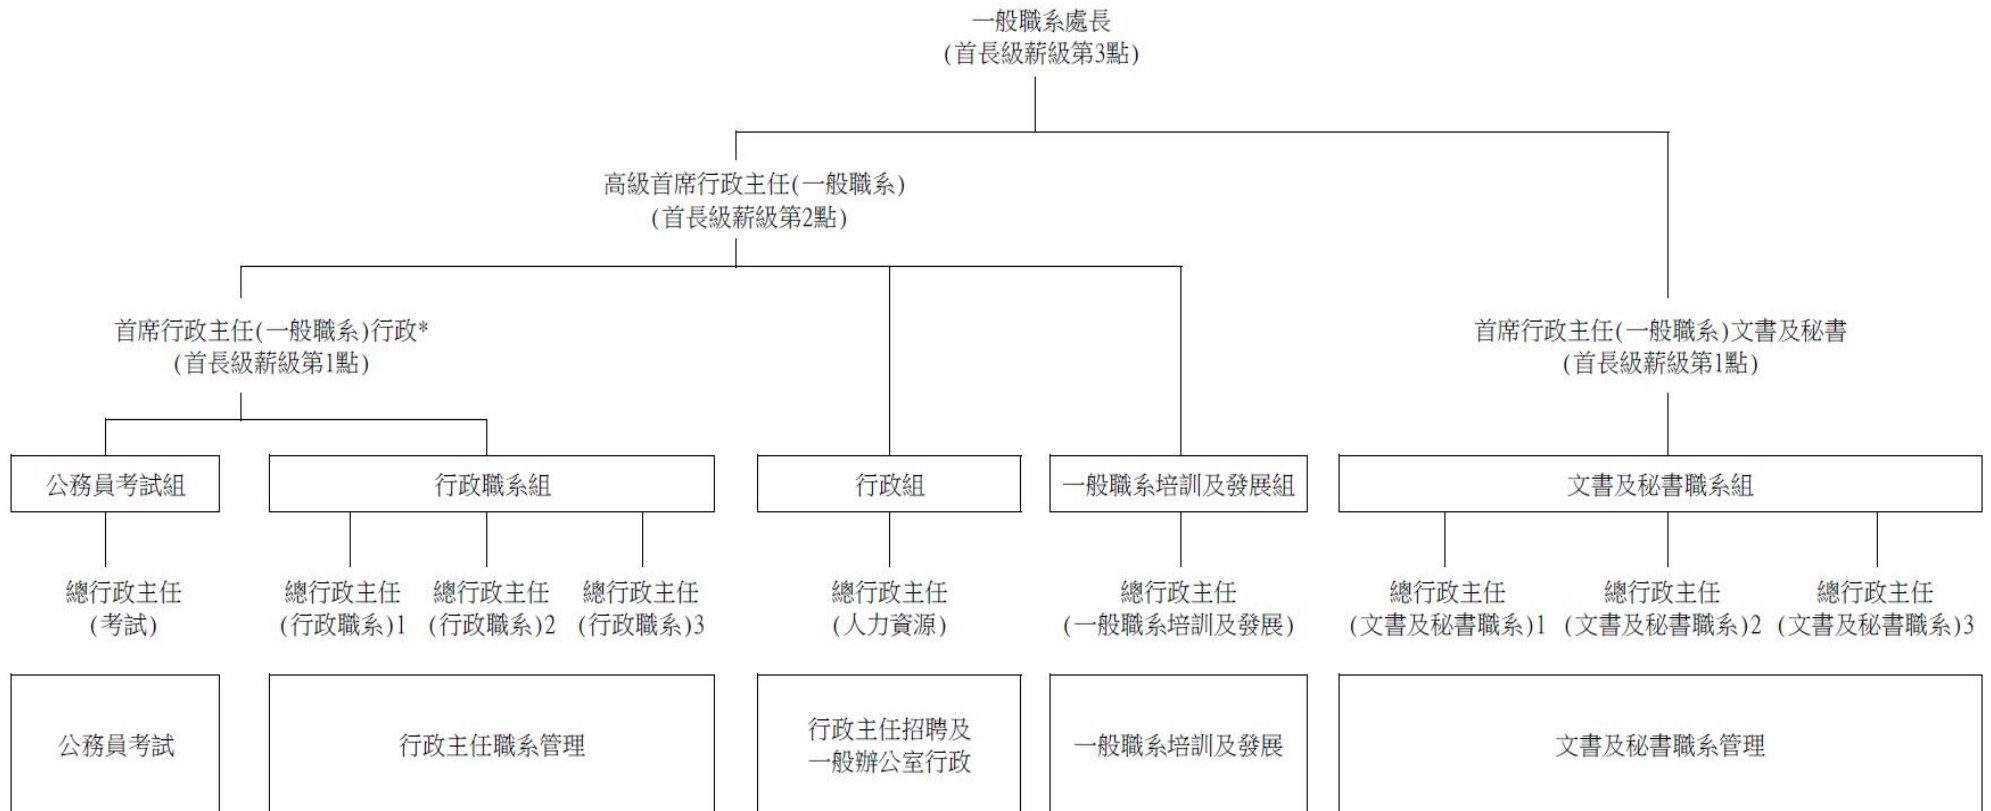 一般職系處長
(首長級薪級第3點)
高級首席行政主任(一般職系)
(首長級薪級第2點)
首席行政主任(一般職系)行政*
(首長級薪級第1點)
首席行政主任(一般職系)文書及秘書
(首長級薪級第1點)
公務員考試組
行政職系組
行政組
一般職系培訓及發展組
文書及秘書職系組
總行政主任
(考試)
總行政主任
(行政職系)1
總行政主任
(行政職系)2
總行政主任
(行政職系)3
總行政主任
(人力資源)
總行政主任
(一般職系培訓及發展)
總行政主任
(文書及秘書職系)1
總行政主任
(文書及秘書職系)2
總行政主任
(文書及秘書職系)3
公務員考試
行政主任職系管理
行政主任招聘及
一般辦公室行政
一般職系培訓及發展
文書及秘書職系管理